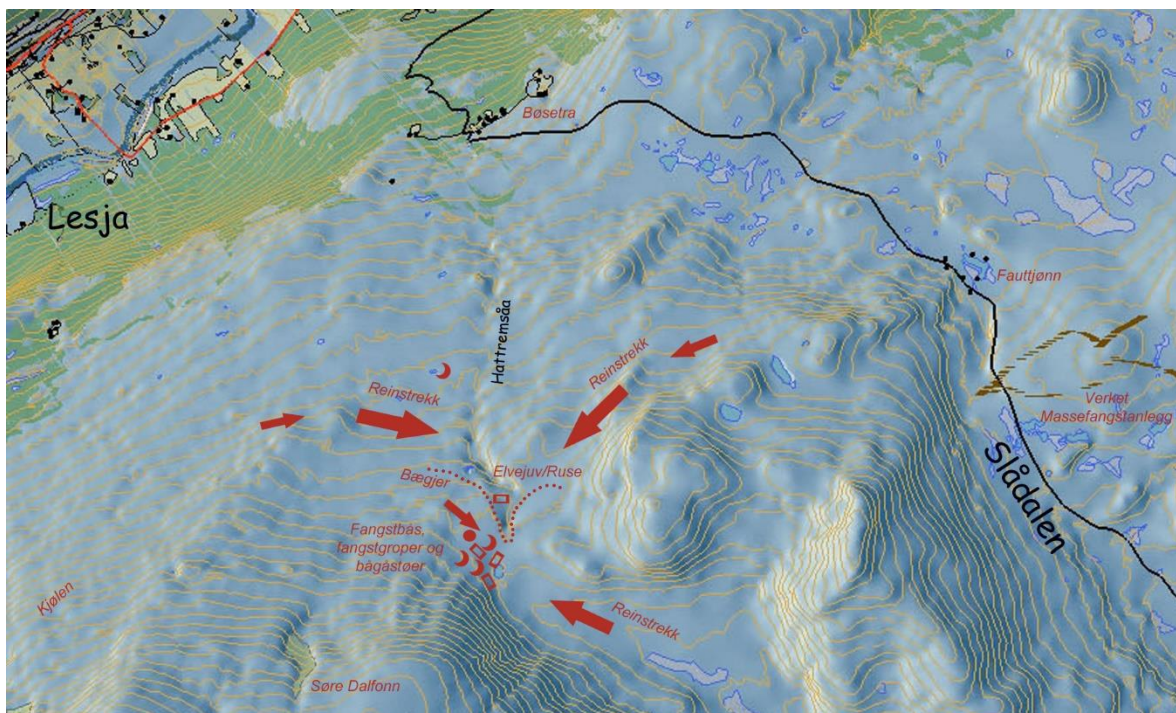 Bøsetra
Lesja
Fauttjønn
Hattremsåa
Reinstrekk
Reinstrekk
Verket
Massefangstanlegg
Slådalen
Elvejuv/Ruse
Bægjer
Fangstbås,
fangstgroper og
bågåstøer
Kjølen
Reinstrekk
Søre Dalfonn